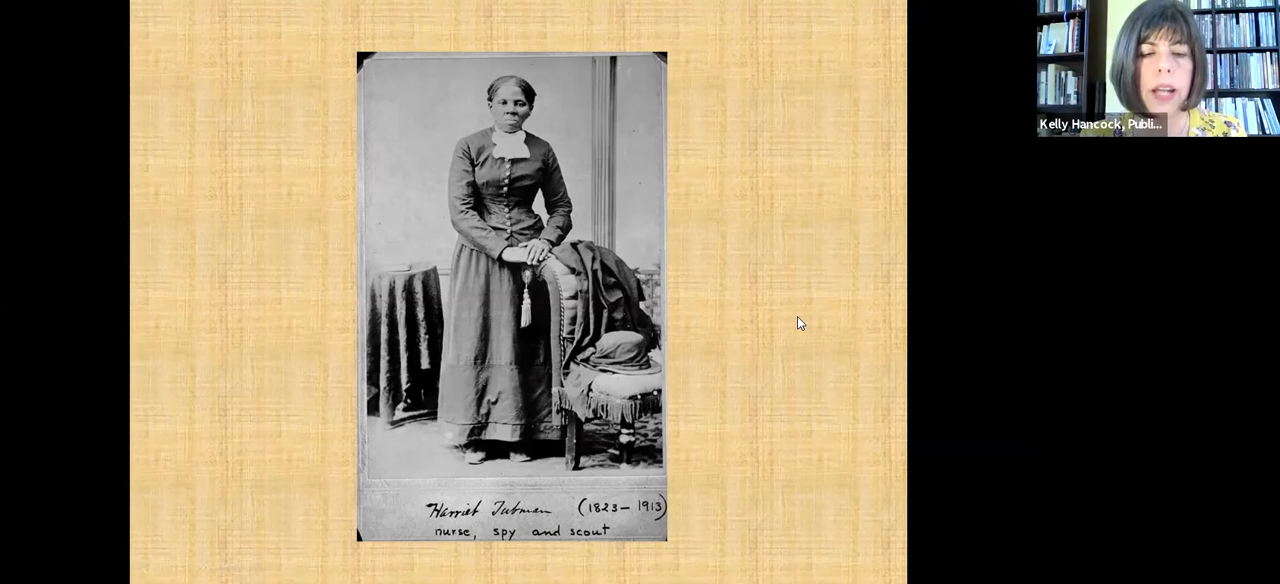 Harriet Tubman (1823– 1913)
nurse, spy and scout
Kelly Hancock, Publi...